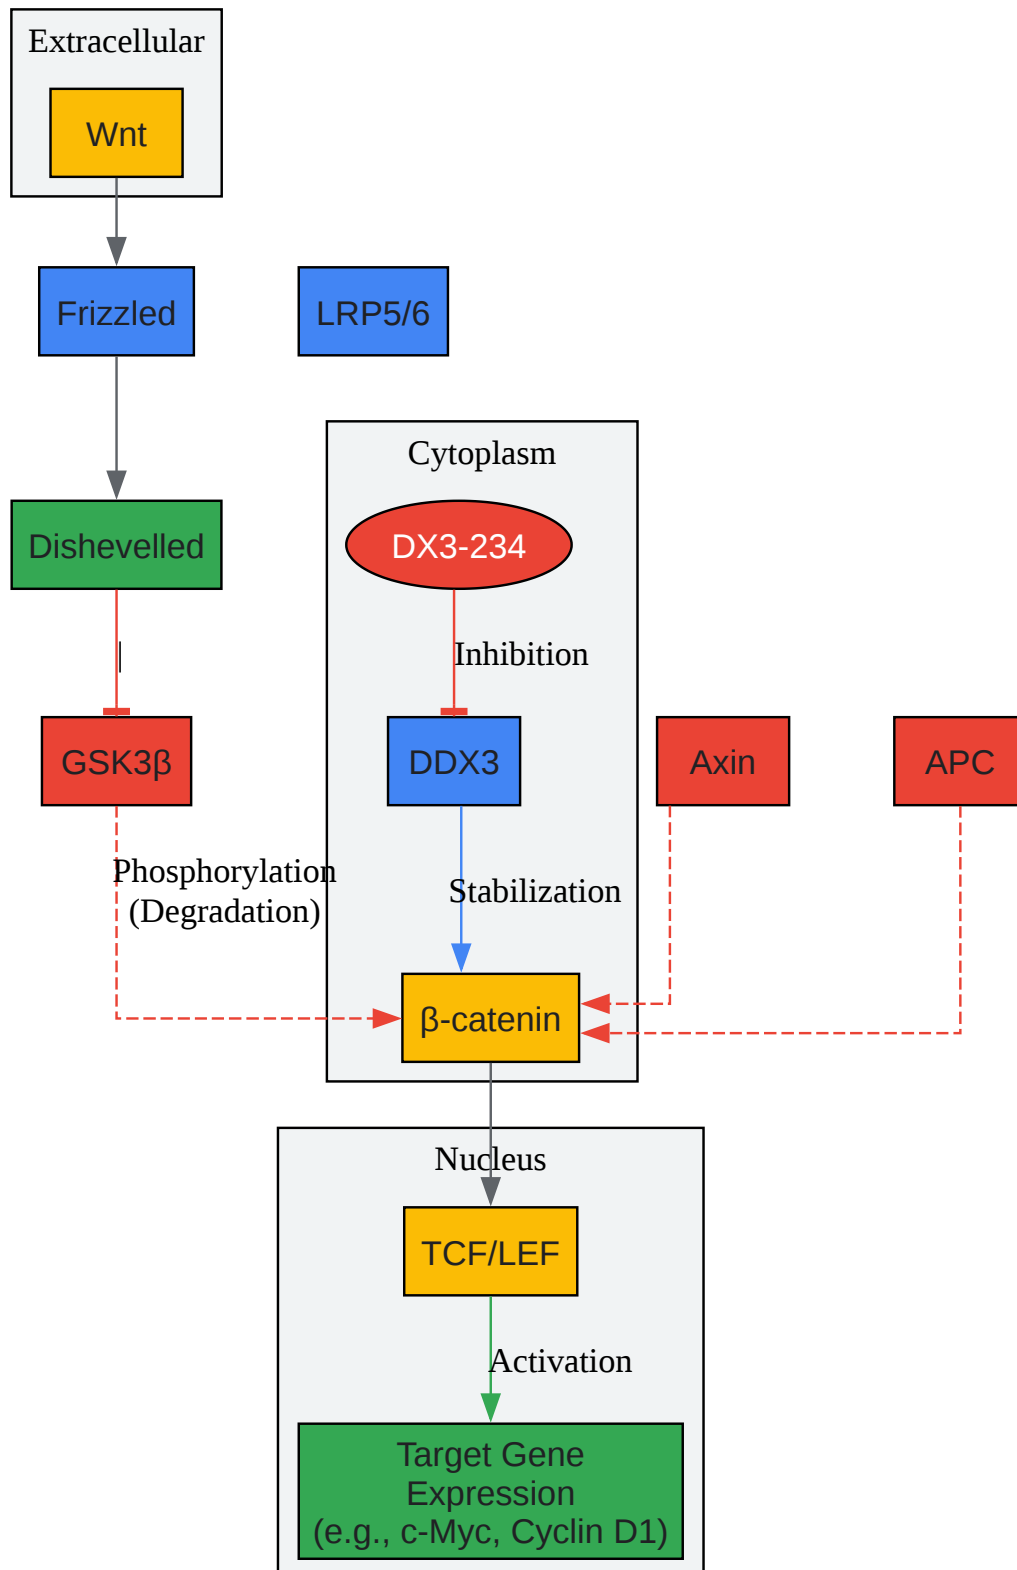 Extracellular
Wnt
Frizzled
LRP5/6
Cytoplasm
Dishevelled
DX3-234
|
Inhibition
GSK3β
DDX3
Axin
APC
Phosphorylation
(Degradation)
Stabilization
β-catenin
Nucleus
TCF/LEF
Activation
Target Gene
Expression
(e.g., c-Myc, Cyclin D1)